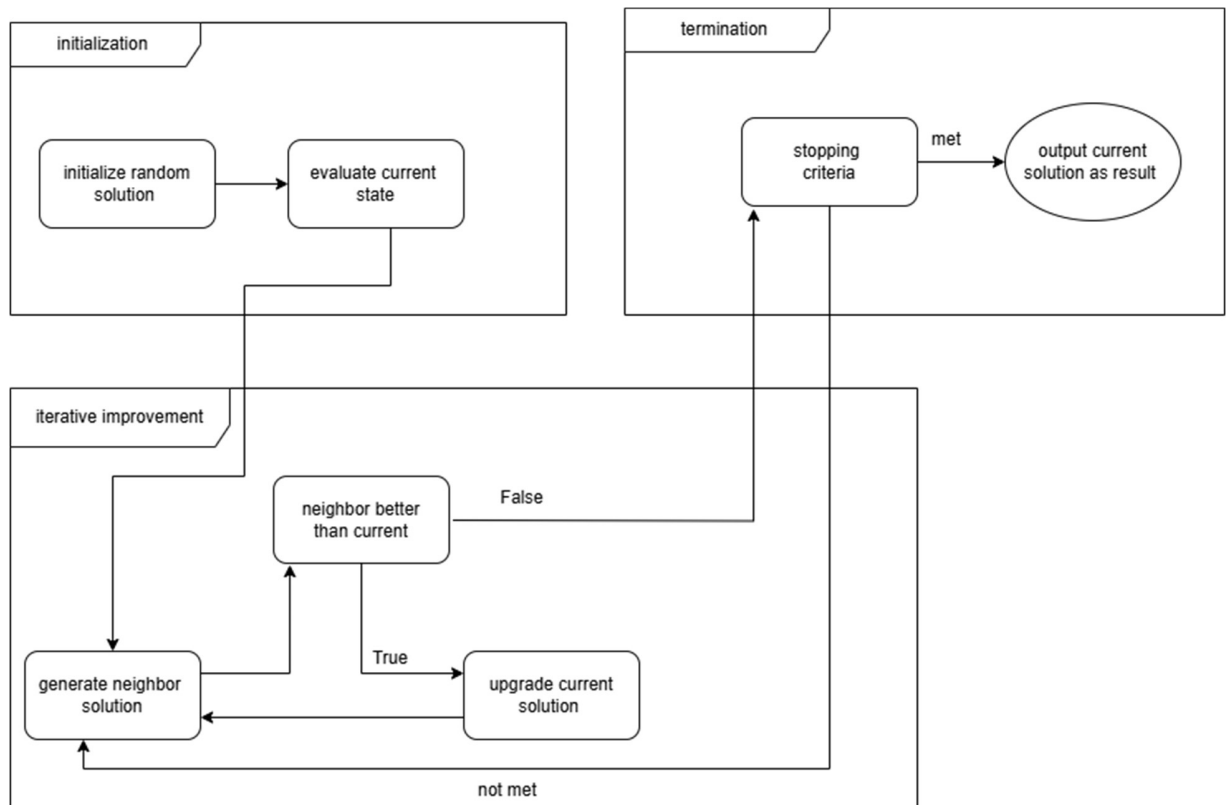 initialization
initialize random
solution
evaluate current
state
termination
stopping
criteria
met
output current
solution as result
iterative improvement
neighbor better
than current
False
True
generate neighbor
solution
upgrade current
solution
not met